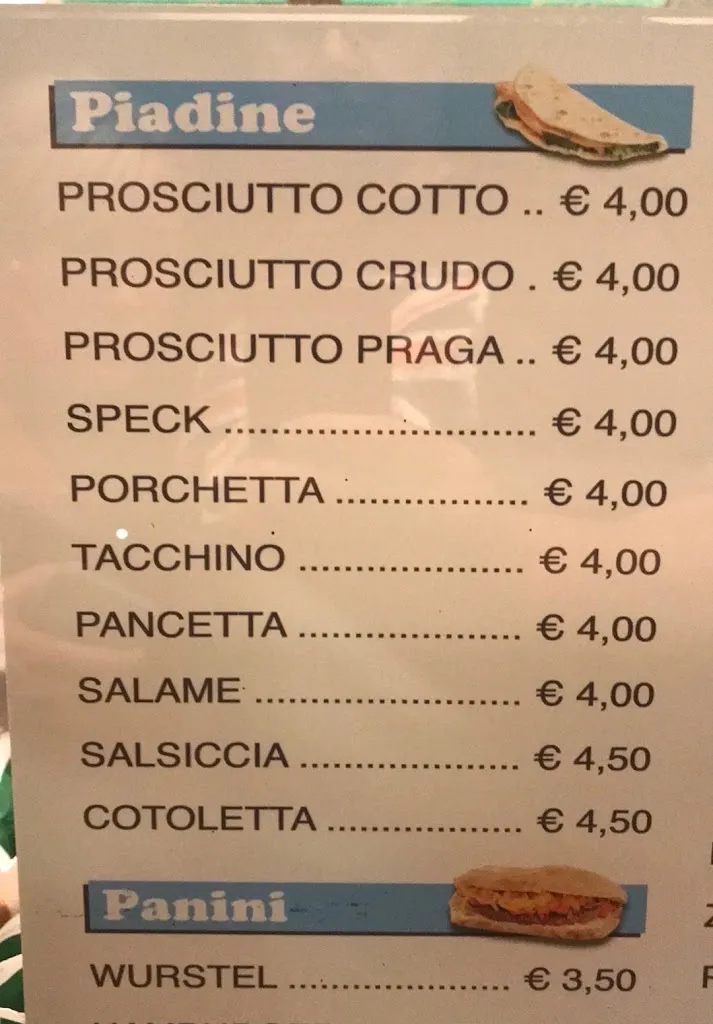 Piadine
PROSCIUTTO COTTO .. € 4,00
PROSCIUTTO CRUDO . € 4,00
PROSCIUTTO PRAGA .. € 4,00
SPECK ........................... € 4,00
PORCHETTA ................. € 4,00
TACCHINO .................... € 4,00
PANCETTA .................... € 4,00
SALAME ....................... € 4,00
SALSICCIA ................... € 4,50
COTOLETTA ................. € 4,50
Panini
WURSTEL .................... € 3,50